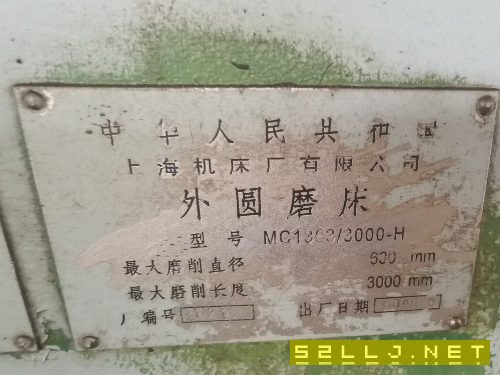 中华人民共和国
上海机床厂有限公司
外圆磨床
型号 /3000-H
最大磨削直径 mm
最大磨削长度 3000 mm
厂编号 出厂日期
52LLJ.NET